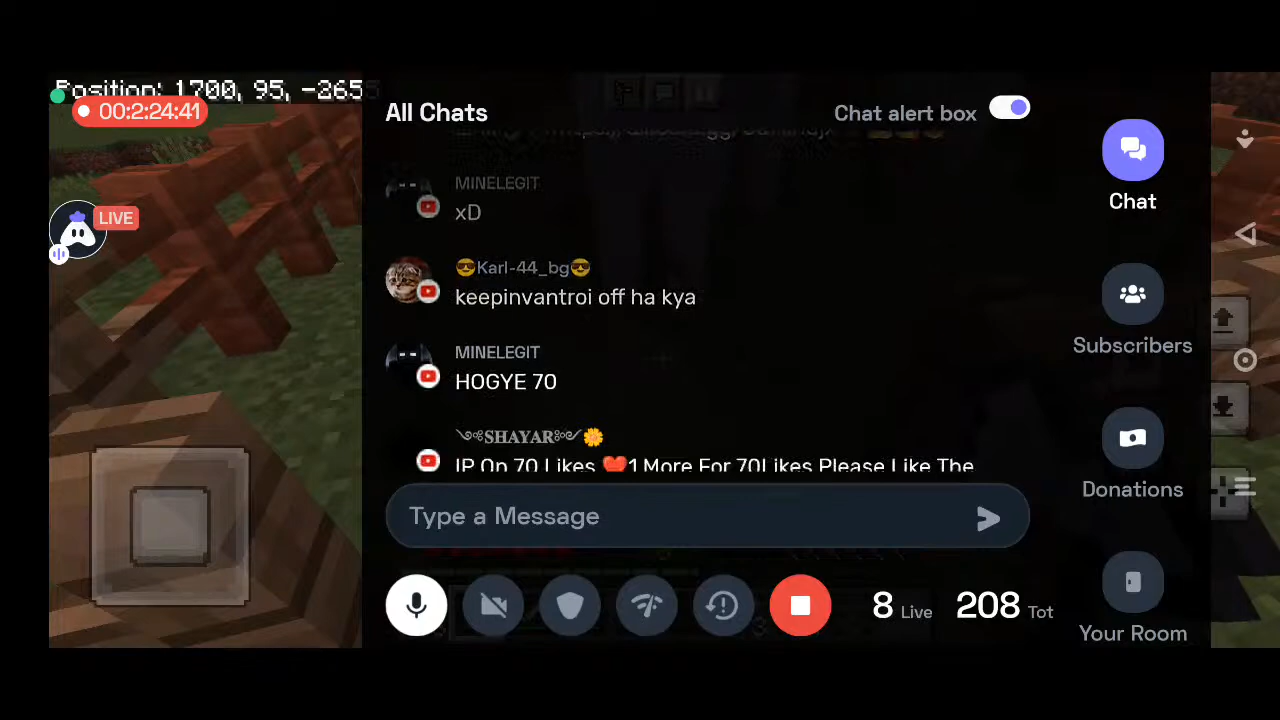 Position: 1700, 95, -2655
00:2:24:41
LIVE
All Chats
Chat alert box
MINELEGIT
xD
😎Karl-44_bg😎
keepinvantroi off ha kya
MINELEGIT
HOGYE 70
༄༻SHAYAR༺༄🌼
IP On 70 Likes ❤️1 More For 70Likes Please Like The
Type a Message
8 Live 208 Tot
Chat
Subscribers
Donations
Your Room